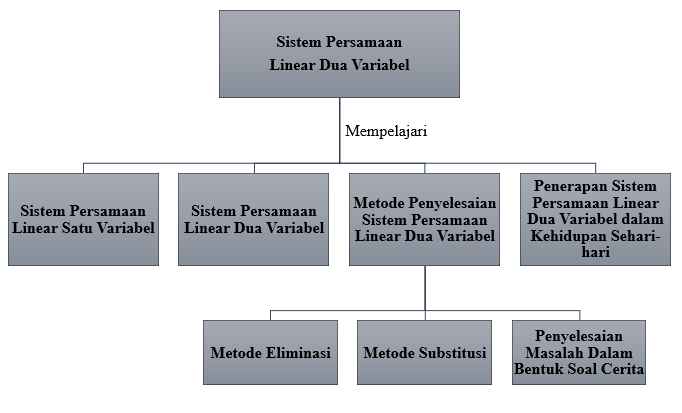 Sistem Persamaan
Linear Dua Variabel
Mempelajari
Sistem Persamaan
Linear Satu Variabel
Sistem Persamaan
Linear Dua Variabel
Metode Penyelesaian
Sistem Persamaan
Linear Dua Variabel
Penerapan Sistem
Persamaan Linear
Dua Variabel dalam
Kehidupan Sehari-
hari
Metode Eliminasi
Metode Substitusi
Penyelesaian
Masalah Dalam
Bentuk Soal Cerita